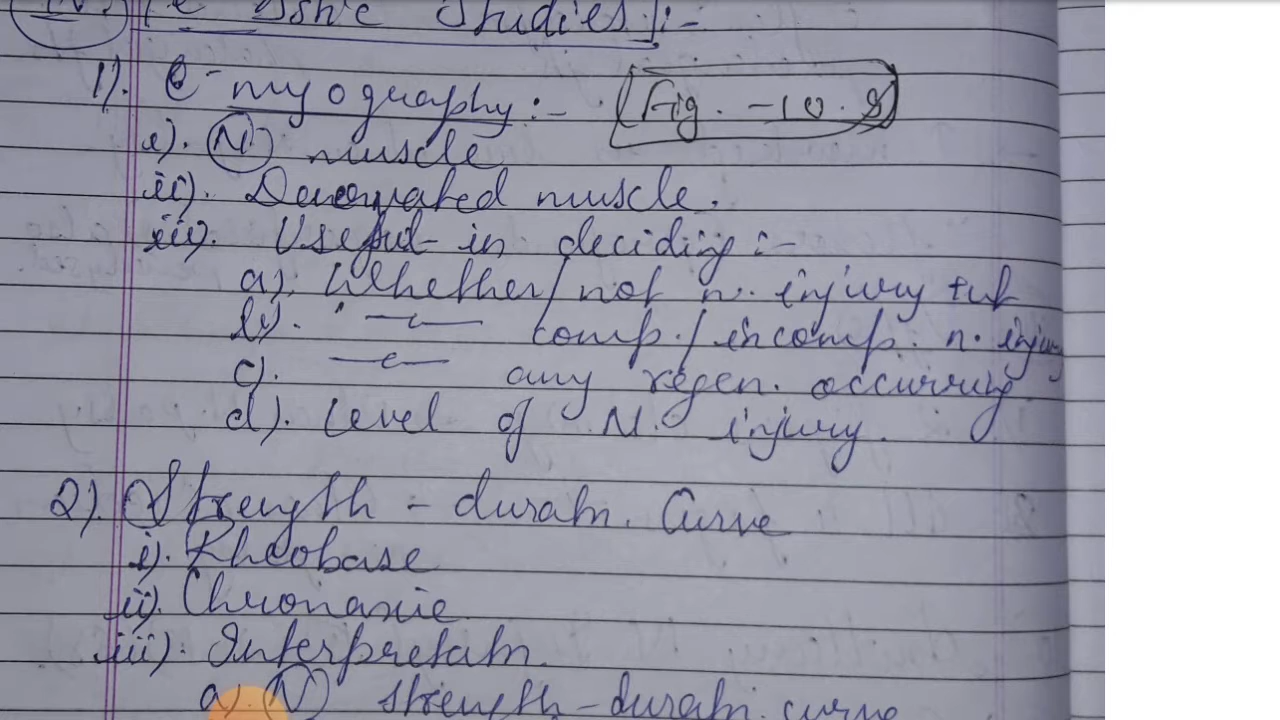 Studies]:-
1). e- myography :- (Fig. - 10.8)
i). (N) muscle
ii). Denervated muscle.
iii). Useful in deciding :-
a). Whether/not n. injury +nt
b). " —"— comp./incomp. n. injury
c). —"— any regen. occurring
d). Level of N. injury.
2). Strength - duratn. Curve
i). Rheobase
ii). Chronaxie
iii). Interpretatn.
a). (N) strength-duratn. curve